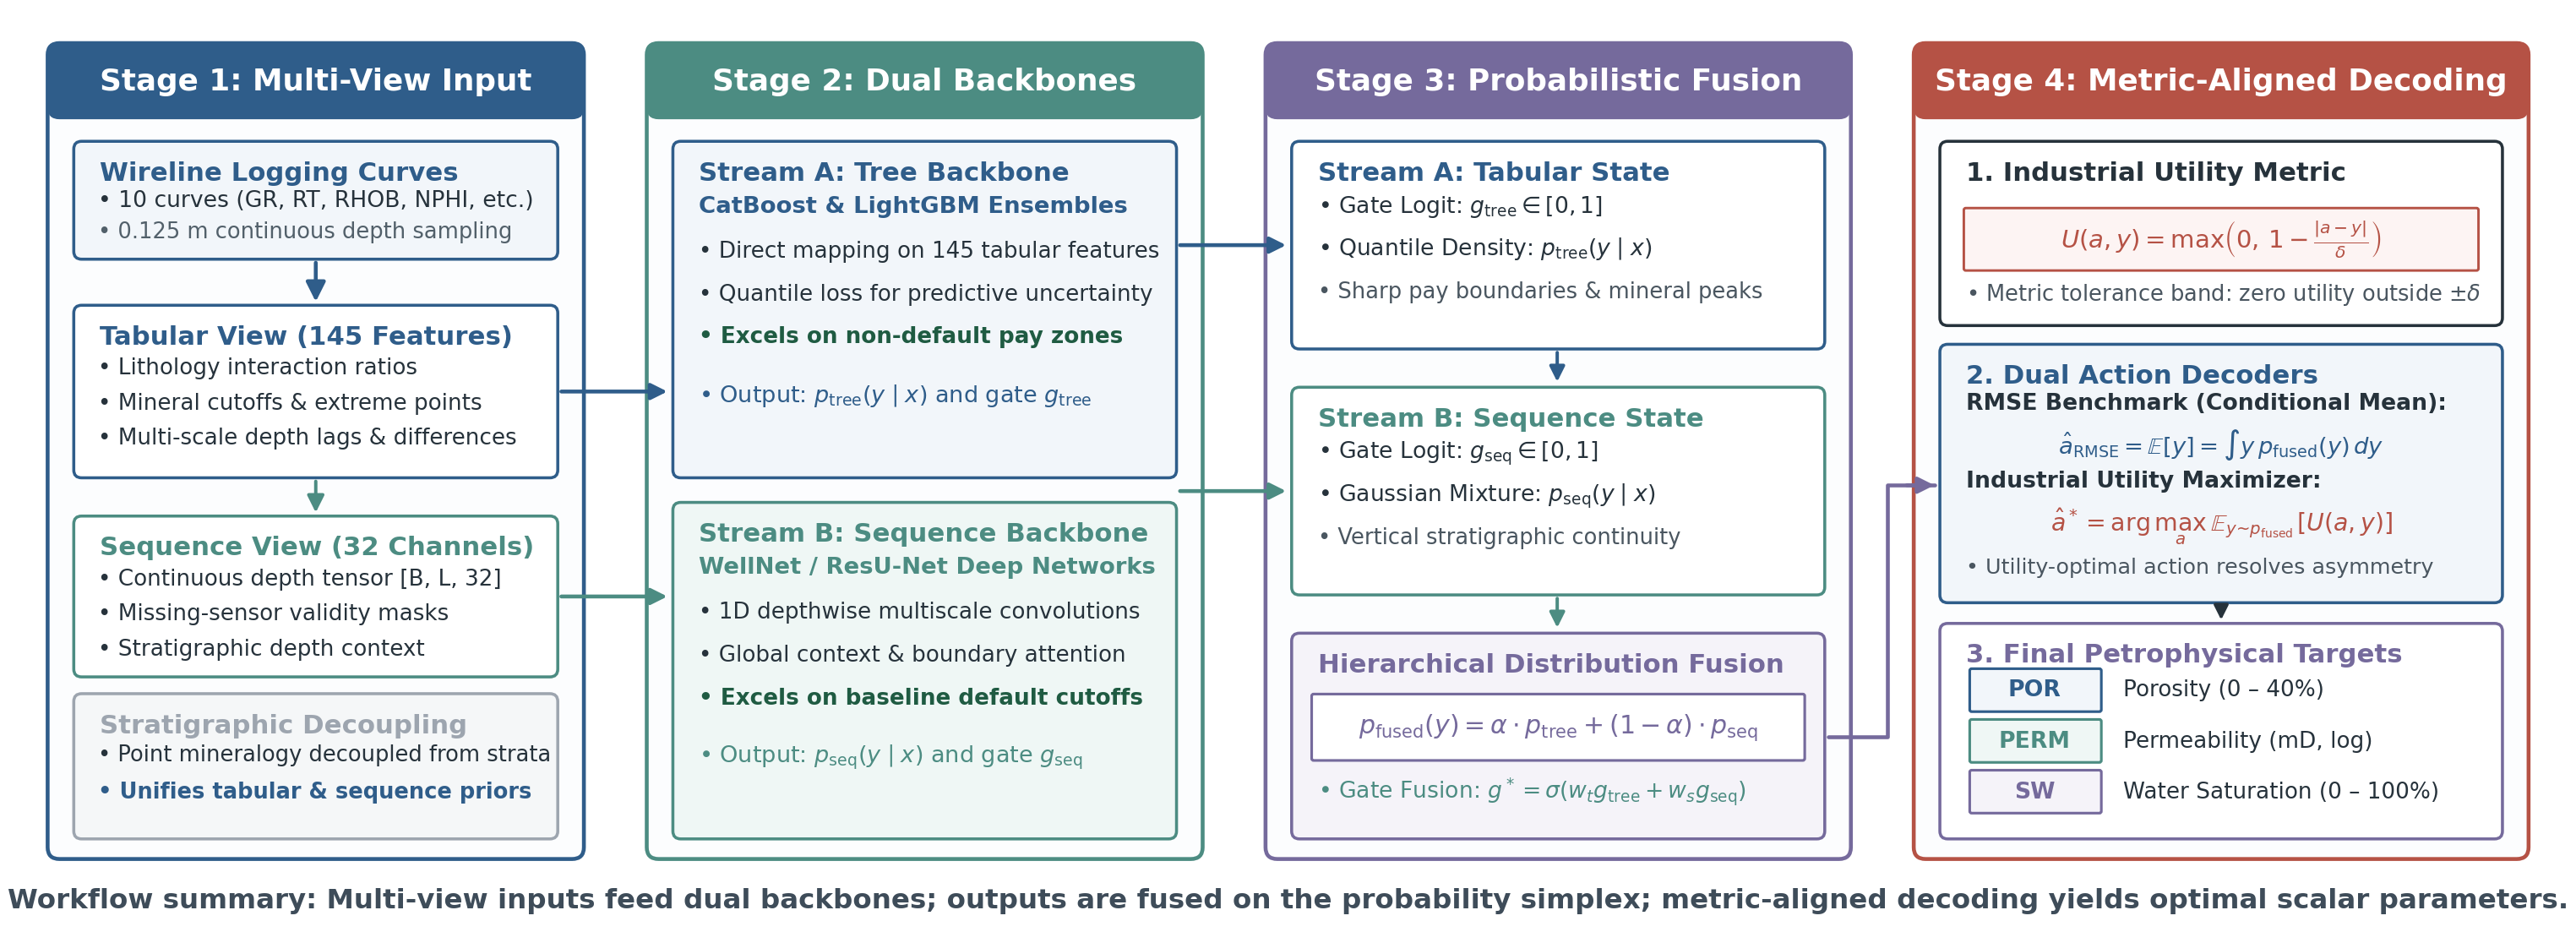 Stage 1: Multi-View Input
Wireline Logging Curves
• 10 curves (GR, RT, RHOB, NPHI, etc.)
• 0.125 m continuous depth sampling
Tabular View (145 Features)
• Lithology interaction ratios
• Mineral cutoffs & extreme points
• Multi-scale depth lags & differences
Sequence View (32 Channels)
• Continuous depth tensor [B, L, 32]
• Missing-sensor validity masks
• Stratigraphic depth context
Stratigraphic Decoupling
• Point mineralogy decoupled from strata
• Unifies tabular & sequence priors
Stage 2: Dual Backbones
Stream A: Tree Backbone
CatBoost & LightGBM Ensembles
• Direct mapping on 145 tabular features
• Quantile loss for predictive uncertainty
• Excels on non-default pay zones
• Output: p_tree(y | x) and gate g_tree
Stream B: Sequence Backbone
WellNet / ResU-Net Deep Networks
• 1D depthwise multiscale convolutions
• Global context & boundary attention
• Excels on baseline default cutoffs
• Output: p_seq(y | x) and gate g_seq
Stage 3: Probabilistic Fusion
Stream A: Tabular State
• Gate Logit: g_tree ∈ [0, 1]
• Quantile Density: p_tree(y | x)
• Sharp pay boundaries & mineral peaks
Stream B: Sequence State
• Gate Logit: g_seq ∈ [0, 1]
• Gaussian Mixture: p_seq(y | x)
• Vertical stratigraphic continuity
Hierarchical Distribution Fusion
p_fused(y) = α · p_tree + (1 − α) · p_seq
• Gate Fusion: g* = σ(w_t g_tree + w_s g_seq)
Stage 4: Metric-Aligned Decoding
1. Industrial Utility Metric
U(a, y) = max(0, 1 − |a−y|/δ)
• Metric tolerance band: zero utility outside ±δ
2. Dual Action Decoders
RMSE Benchmark (Conditional Mean):
â_RMSE = 𝔼[y] = ∫ y p_fused(y) dy
Industrial Utility Maximizer:
â* = arg max_a 𝔼_y∼p_fused [U(a, y)]
• Utility-optimal action resolves asymmetry
3. Final Petrophysical Targets
POR Porosity (0 – 40%)
PERM Permeability (mD, log)
SW Water Saturation (0 – 100%)
Workflow summary: Multi-view inputs feed dual backbones; outputs are fused on the probability simplex; metric-aligned decoding yields optimal scalar parameters.